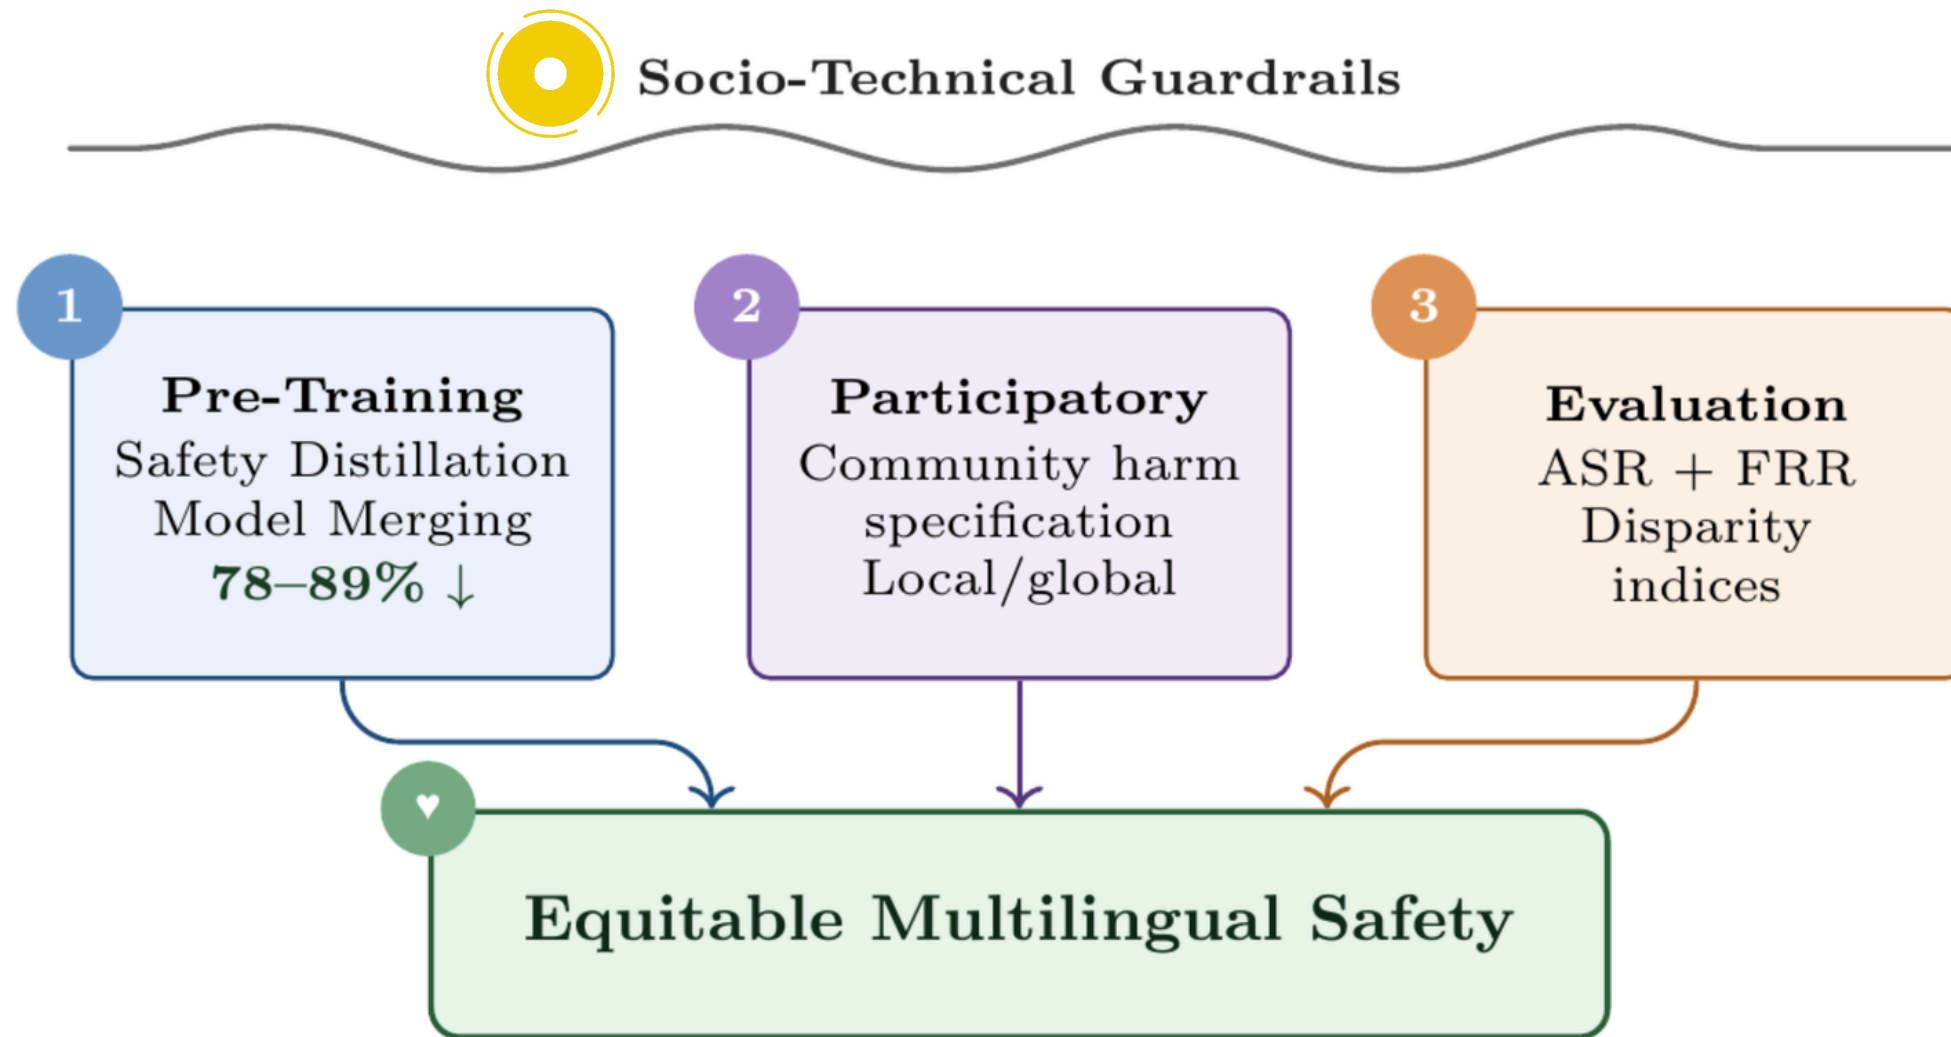 Socio-Technical Guardrails
1
Pre-Training
Safety Distillation
Model Merging
78–89% ↓
2
Participatory
Community harm
specification
Local/global
3
Evaluation
ASR + FRR
Disparity
indices
♥
Equitable Multilingual Safety